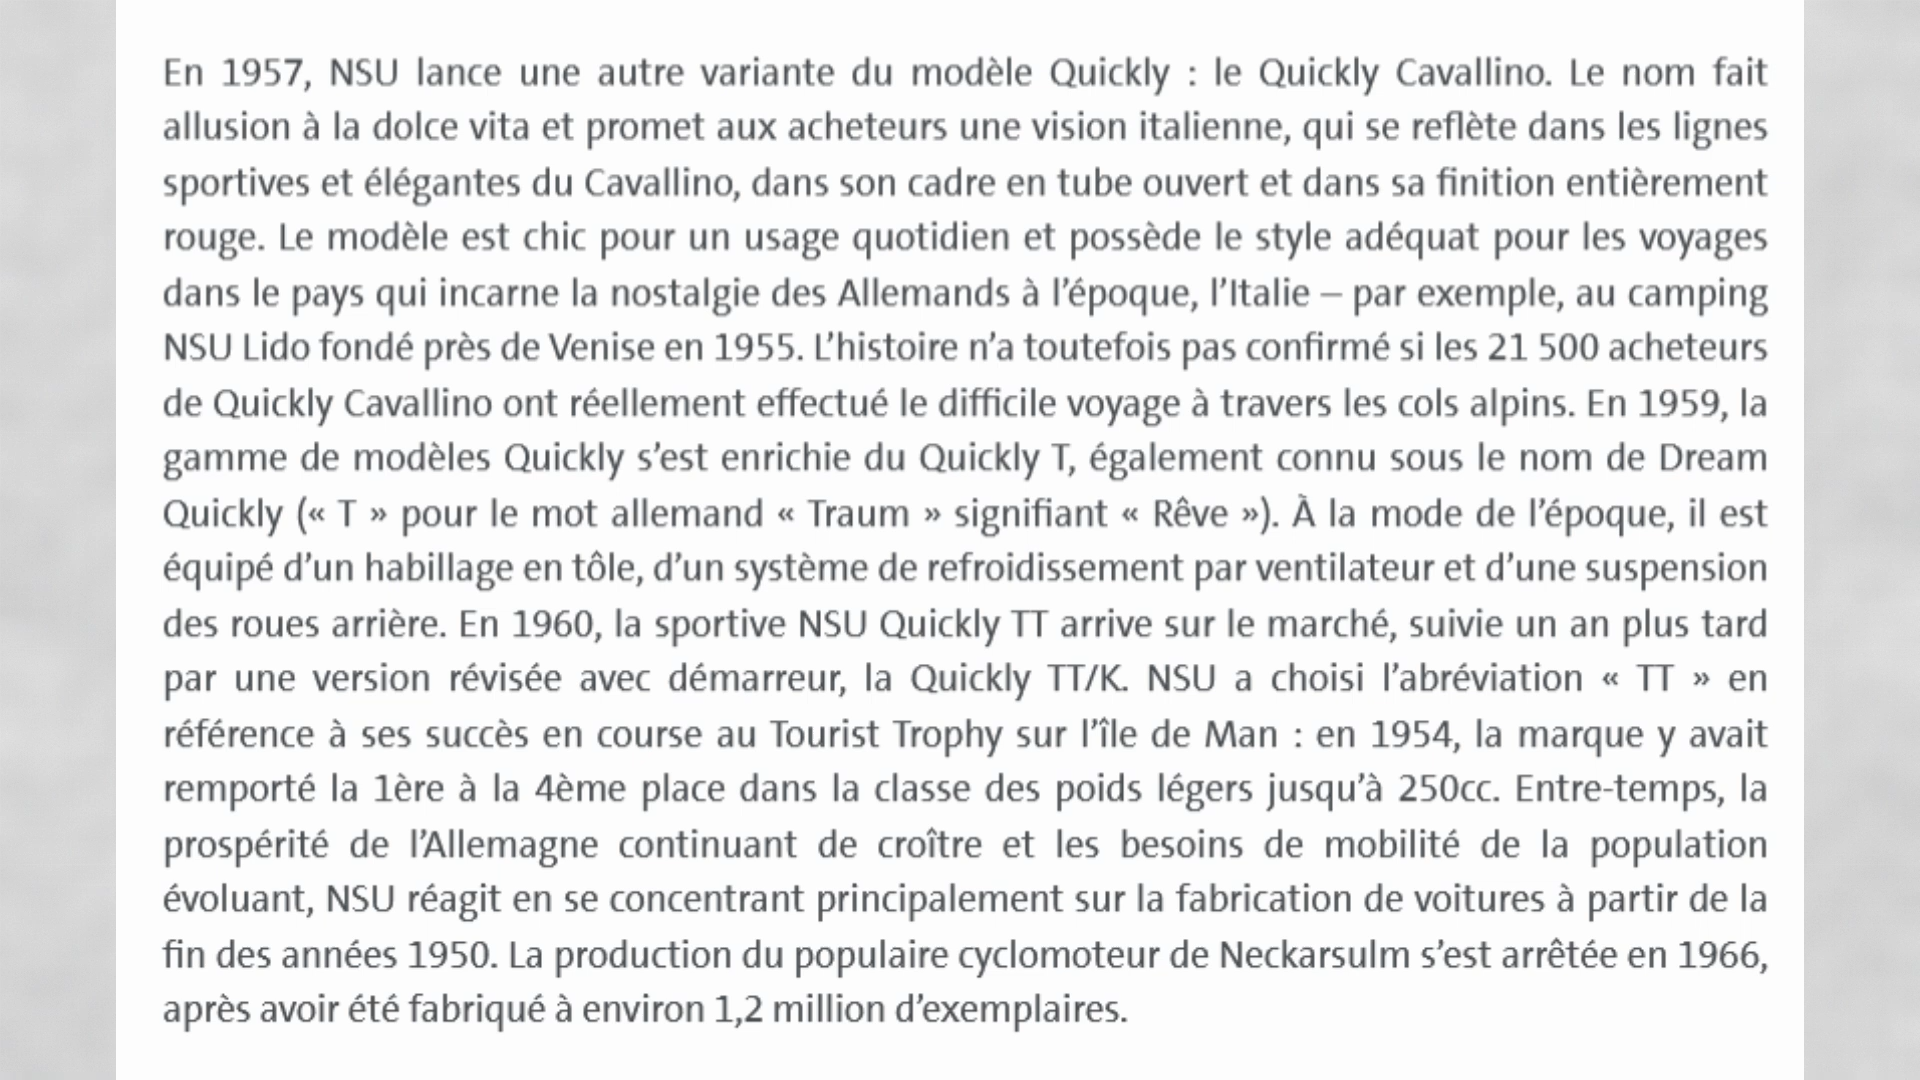 En 1957, NSU lance une autre variante du modèle Quickly : le Quickly Cavallino. Le nom fait
allusion à la dolce vita et promet aux acheteurs une vision italienne, qui se reflète dans les lignes
sportives et élégantes du Cavallino, dans son cadre en tube ouvert et dans sa finition entièrement
rouge. Le modèle est chic pour un usage quotidien et possède le style adéquat pour les voyages
dans le pays qui incarne la nostalgie des Allemands à l’époque, l’Italie – par exemple, au camping
NSU Lido fondé près de Venise en 1955. L’histoire n’a toutefois pas confirmé si les 21 500 acheteurs
de Quickly Cavallino ont réellement effectué le difficile voyage à travers les cols alpins. En 1959, la
gamme de modèles Quickly s’est enrichie du Quickly T, également connu sous le nom de Dream
Quickly (« T » pour le mot allemand « Traum » signifiant « Rêve »). À la mode de l’époque, il est
équipé d’un habillage en tôle, d’un système de refroidissement par ventilateur et d’une suspension
des roues arrière. En 1960, la sportive NSU Quickly TT arrive sur le marché, suivie un an plus tard
par une version révisée avec démarreur, la Quickly TT/K. NSU a choisi l’abréviation « TT » en
référence à ses succès en course au Tourist Trophy sur l’île de Man : en 1954, la marque y avait
remporté la 1ère à la 4ème place dans la classe des poids légers jusqu’à 250cc. Entre-temps, la
prospérité de l’Allemagne continuant de croître et les besoins de mobilité de la population
évoluant, NSU réagit en se concentrant principalement sur la fabrication de voitures à partir de la
fin des années 1950. La production du populaire cyclomoteur de Neckarsulm s’est arrêtée en 1966,
après avoir été fabriqué à environ 1,2 million d’exemplaires.